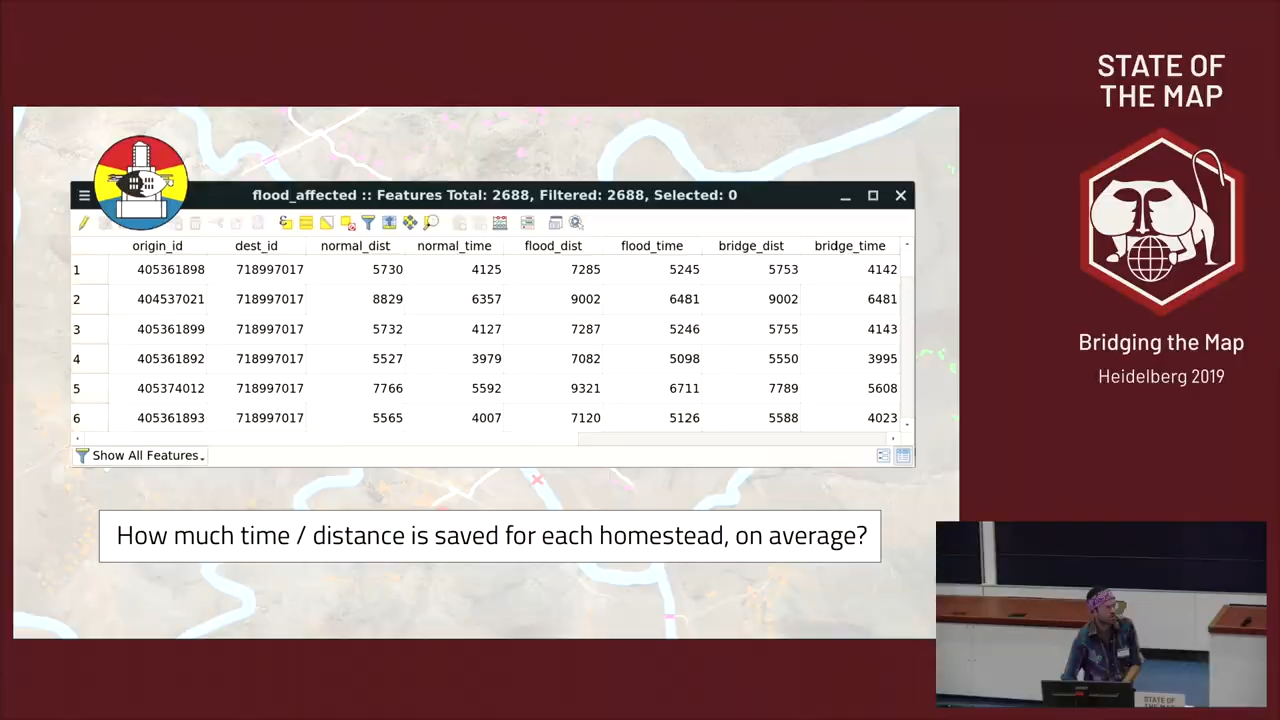 STATE OF
THE MAP
Bridging the Map
Heidelberg 2019
flood_affected :: Features Total: 2688, Filtered: 2688, Selected: 0
origin_id dest_id normal_dist normal_time flood_dist flood_time bridge_dist bridge_time
1 405361898 718997017 5730 4125 7285 5245 5753 4142
2 404537021 718997017 8829 6357 9002 6481 9002 6481
3 405361899 718997017 5732 4127 7287 5246 5755 4143
4 405361892 718997017 5527 3979 7082 5098 5550 3995
5 405374012 718997017 7766 5592 9321 6711 7789 5608
6 405361893 718997017 5565 4007 7120 5126 5588 4023
Show All Features
How much time / distance is saved for each homestead, on average?
STATE OF
THE MAP